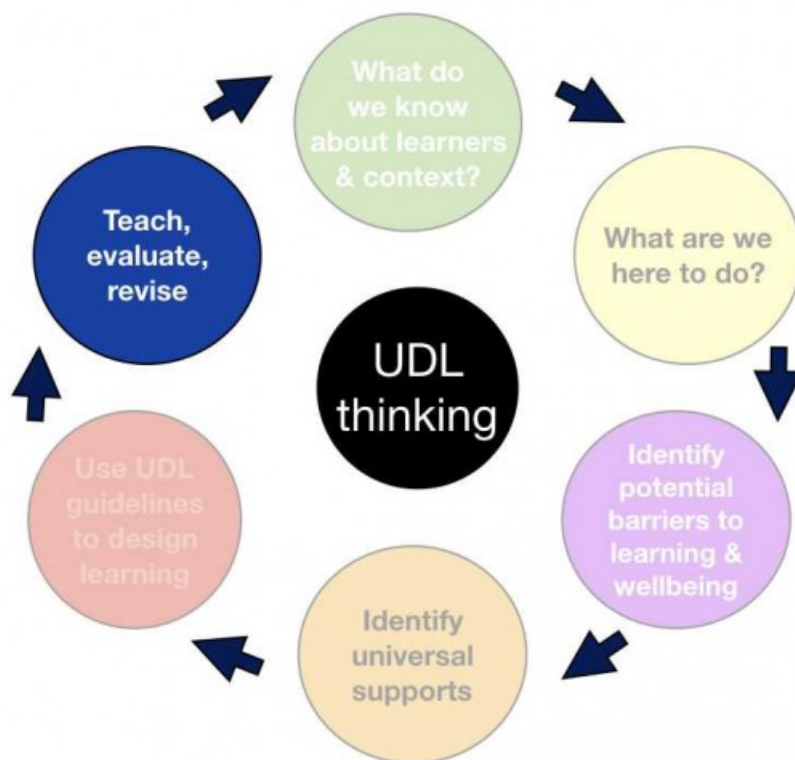 What do
we know
about learners
& context?
What are we
here to do?
Identify
potential
barriers to
learning &
wellbeing
Identify
universal
supports
Use UDL
guidelines
to design
learning
Teach,
evaluate,
revise
UDL
thinking